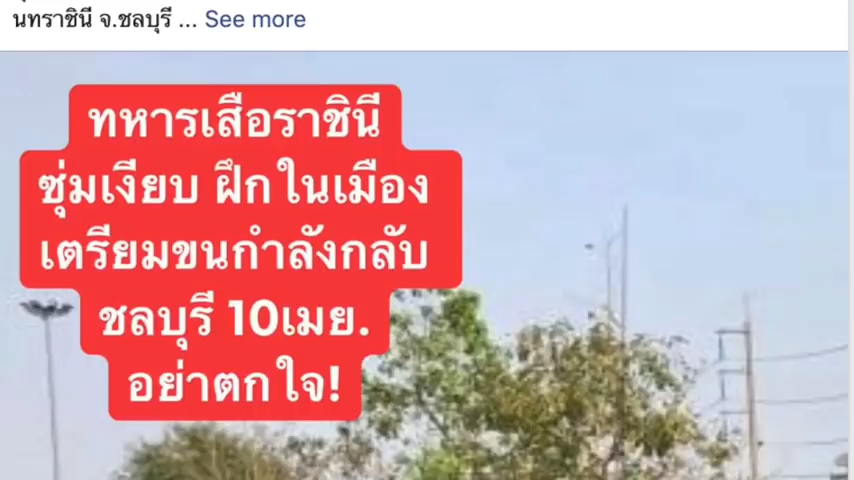 นทราชินี จ.ชลบุรี ... See more
ทหารเสือราชินี
ซุ่มเงียบ ฝึกในเมือง
เตรียมขนกำลังกลับ
ชลบุรี 10เมย.
อย่าตกใจ!